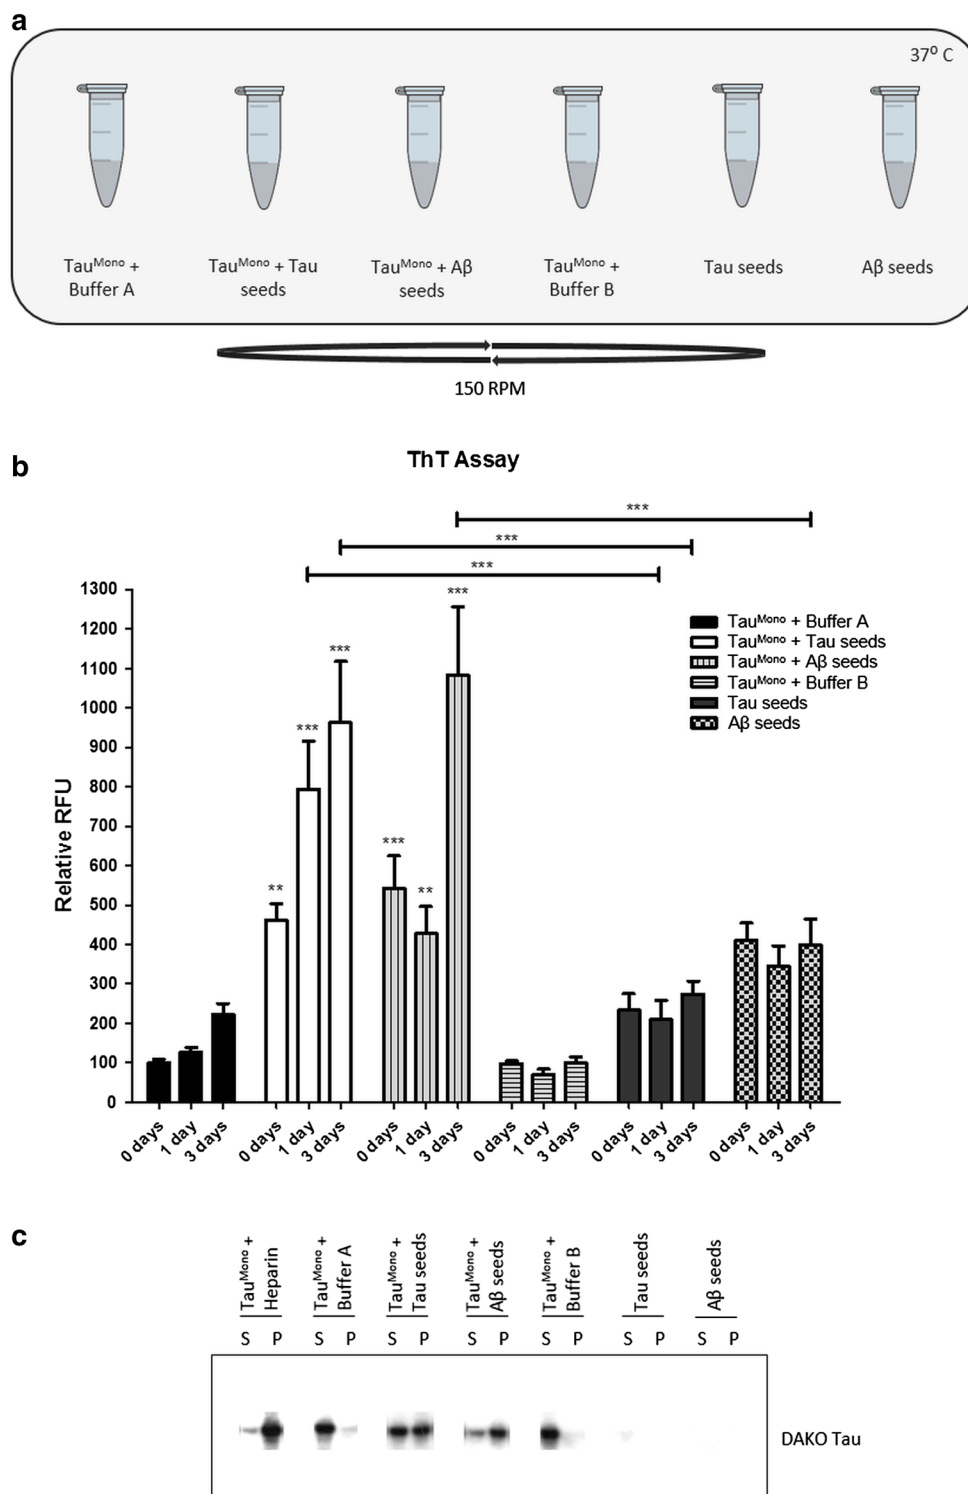 a
37⁰ C
Tauᴹᵒⁿᵒ + Buffer A
Tauᴹᵒⁿᵒ + Tau seeds
Tauᴹᵒⁿᵒ + Aβ seeds
Tauᴹᵒⁿᵒ + Buffer B
Tau seeds
Aβ seeds
150 RPM
b
ThT Assay
***
***
***
Relative RFU
1300
1200
1100
1000
900
800
700
600
500
400
300
200
100
0
** *** ***
*** ** ***
Tauᴹᵒⁿᵒ + Buffer A
Tauᴹᵒⁿᵒ + Tau seeds
Tauᴹᵒⁿᵒ + Aβ seeds
Tauᴹᵒⁿᵒ + Buffer B
Tau seeds
Aβ seeds
0 days 1 day 3 days 0 days 1 day 3 days 0 days 1 day 3 days 0 days 1 day 3 days 0 days 1 day 3 days 0 days 1 day 3 days
c
Tauᴹᵒⁿᵒ +
Heparin
Tauᴹᵒⁿᵒ +
Buffer A
Tauᴹᵒⁿᵒ +
Tau seeds
Tauᴹᵒⁿᵒ +
Aβ seeds
Tauᴹᵒⁿᵒ +
Buffer B
Tau seeds
Aβ seeds
S P S P S P S P S P S P S P
DAKO Tau